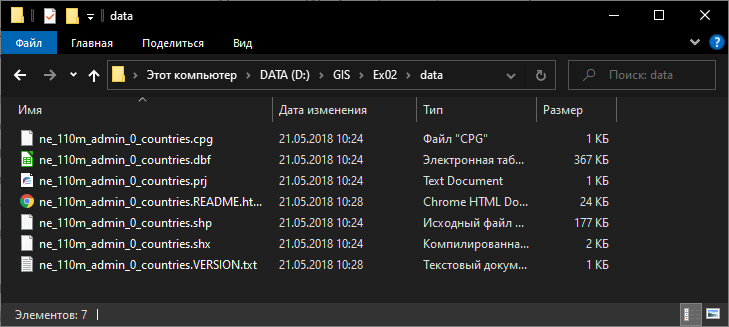 data
Файл Главная Поделиться Вид
Этот компьютер DATA (D:) GIS Ex02 data Поиск: data
Имя Дата изменения Тип Размер
ne_110m_admin_0_countries.cpg 21.05.2018 10:24 Файл "CPG" 1 КБ
ne_110m_admin_0_countries.dbf 21.05.2018 10:24 Электронная таб... 367 КБ
ne_110m_admin_0_countries.prj 21.05.2018 10:24 Text Document 1 КБ
ne_110m_admin_0_countries.README.ht... 21.05.2018 10:28 Chrome HTML Do... 24 КБ
ne_110m_admin_0_countries.shp 21.05.2018 10:24 Исходный файл ... 177 КБ
ne_110m_admin_0_countries.shx 21.05.2018 10:24 Компилированна... 2 КБ
ne_110m_admin_0_countries.VERSION.txt 21.05.2018 10:28 Текстовый докум... 1 КБ
Элементов: 7